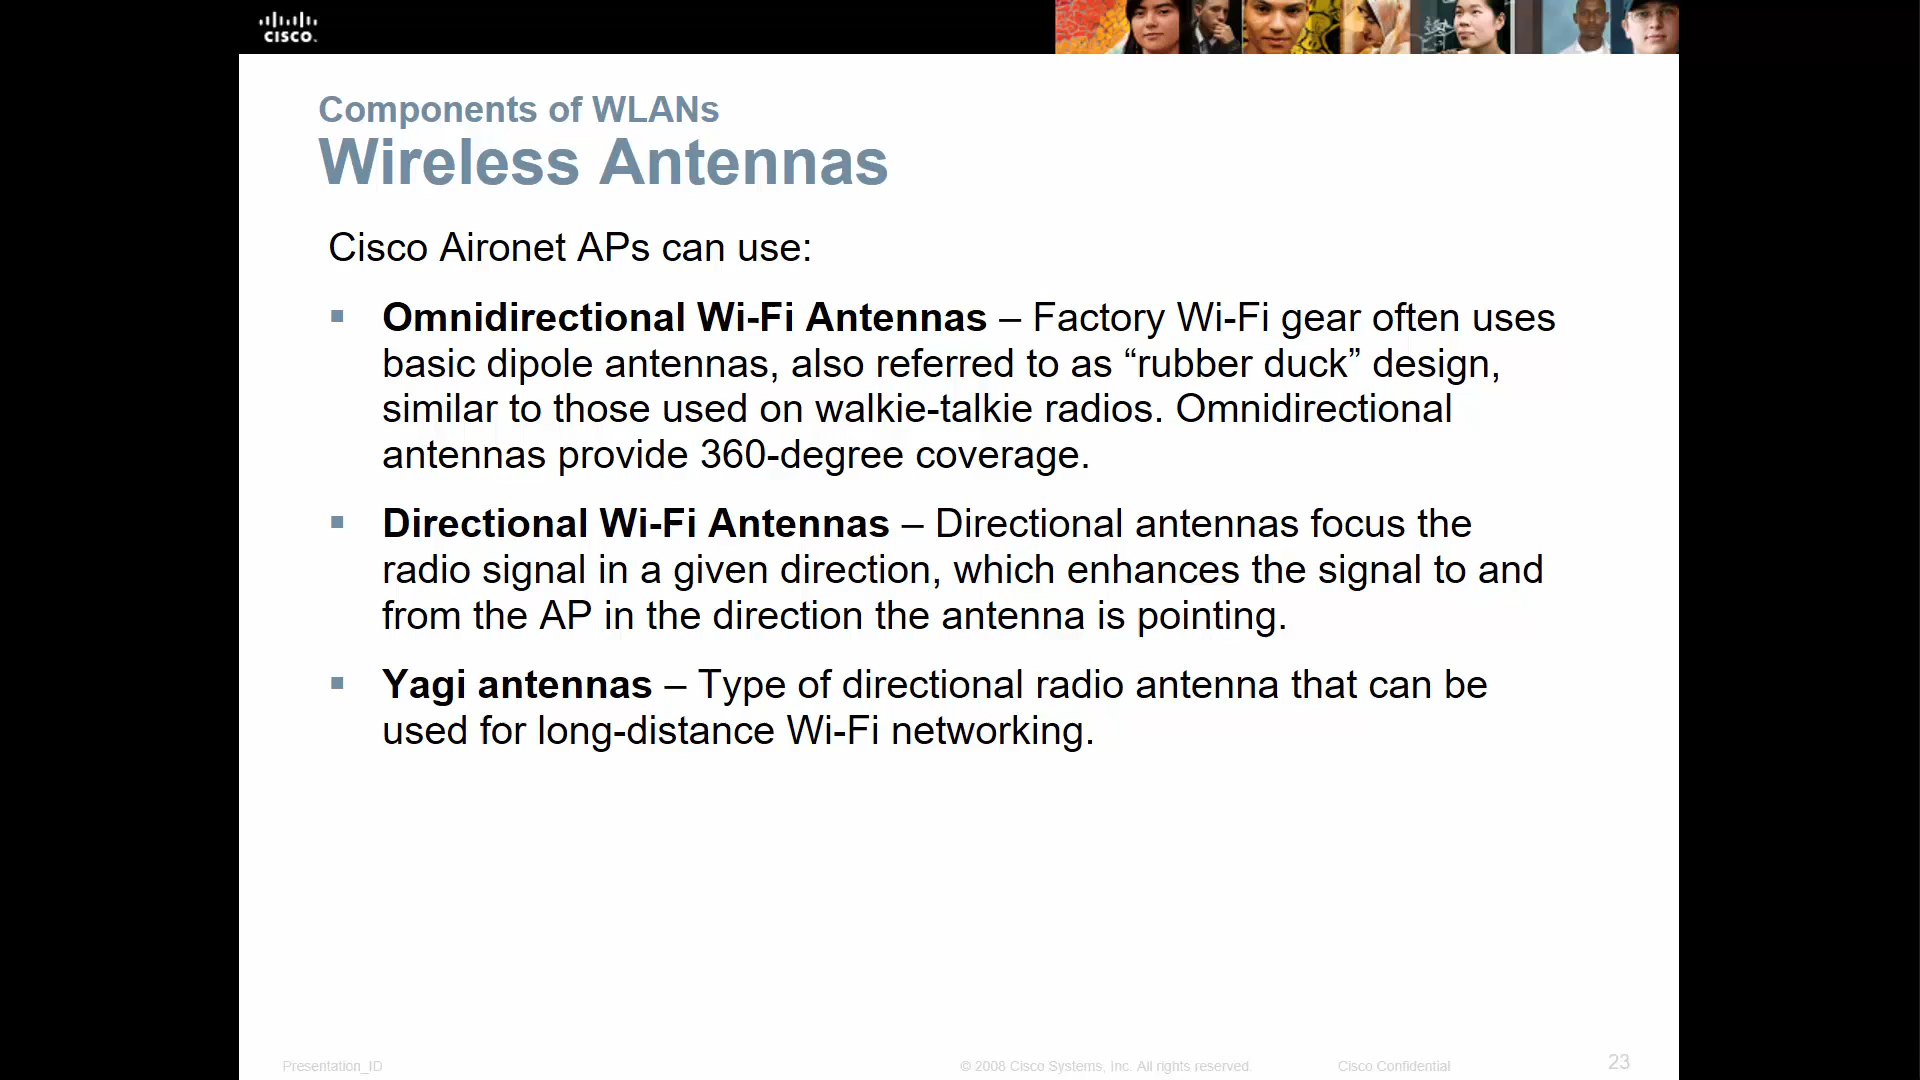 CISCO.
Components of WLANs
Wireless Antennas
Cisco Aironet APs can use:
▪ Omnidirectional Wi-Fi Antennas – Factory Wi-Fi gear often uses
basic dipole antennas, also referred to as “rubber duck” design,
similar to those used on walkie-talkie radios. Omnidirectional
antennas provide 360-degree coverage.
▪ Directional Wi-Fi Antennas – Directional antennas focus the
radio signal in a given direction, which enhances the signal to and
from the AP in the direction the antenna is pointing.
▪ Yagi antennas – Type of directional radio antenna that can be
used for long-distance Wi-Fi networking.
Presentation_ID © 2008 Cisco Systems, Inc. All rights reserved. Cisco Confidential 23